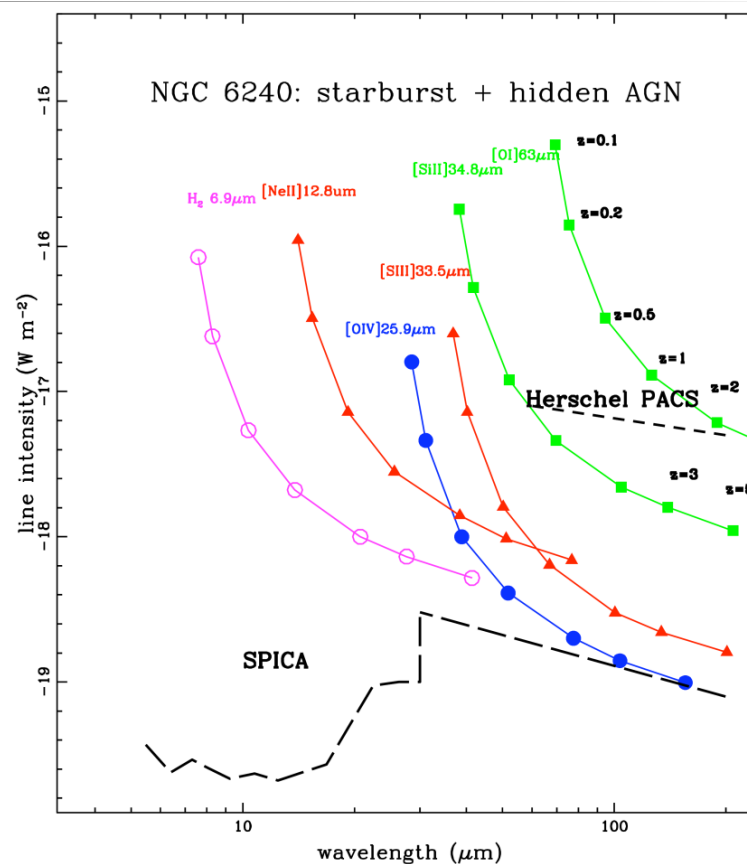 NGC 6240: starburst + hidden AGN
[OI]63μm
z=0.1
[SiII]34.8μm
[NeII]12.8um
H₂ 6.9μm
z=0.2
[SIII]33.5μm
z=0.5
[OIV]25.9μm
z=1
z=2
Herschel PACS
z=3
SPICA
-15
-16
-17
-18
-19
line intensity (W m⁻²)
10
100
wavelength (μm)